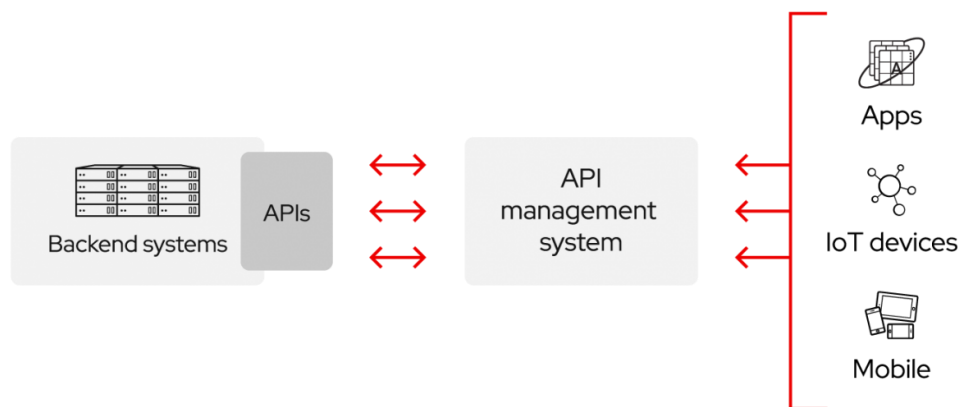 Backend systems
APIs
API
management
system
A
Apps
IoT devices
Mobile